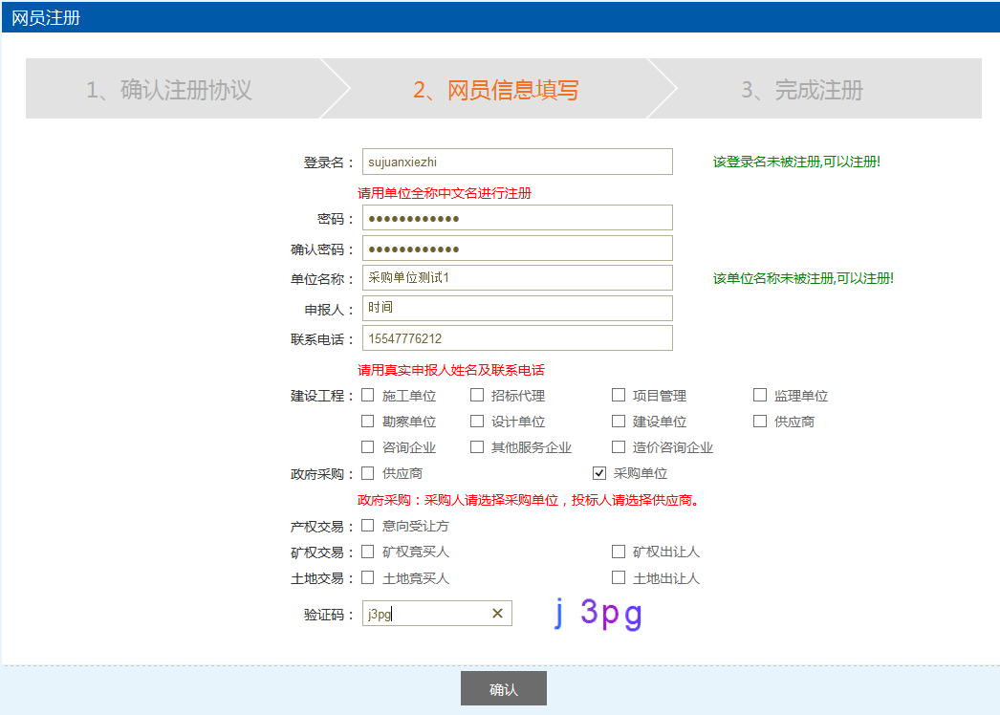 网员注册
1、确认注册协议 2、网员信息填写 3、完成注册
登录名： sujuanxiezhi 该登录名未被注册,可以注册!
请用单位全称中文名进行注册
密码： ●●●●●●●●●●●●
确认密码： ●●●●●●●●●●●●
单位名称： 采购单位测试1 该单位名称未被注册,可以注册!
申报人： 时间
联系电话： 15547776212
请用真实申报人姓名及联系电话
建设工程： 施工单位 招标代理 项目管理 监理单位
勘察单位 设计单位 建设单位 供应商
咨询企业 其他服务企业 造价咨询企业
政府采购： 供应商 采购单位
政府采购：采购人请选择采购单位，投标人请选择供应商。
产权交易： 意向受让方
矿权交易： 矿权竞买人 矿权出让人
土地交易： 土地竞买人 土地出让人
验证码： j3pg j 3pg
确认